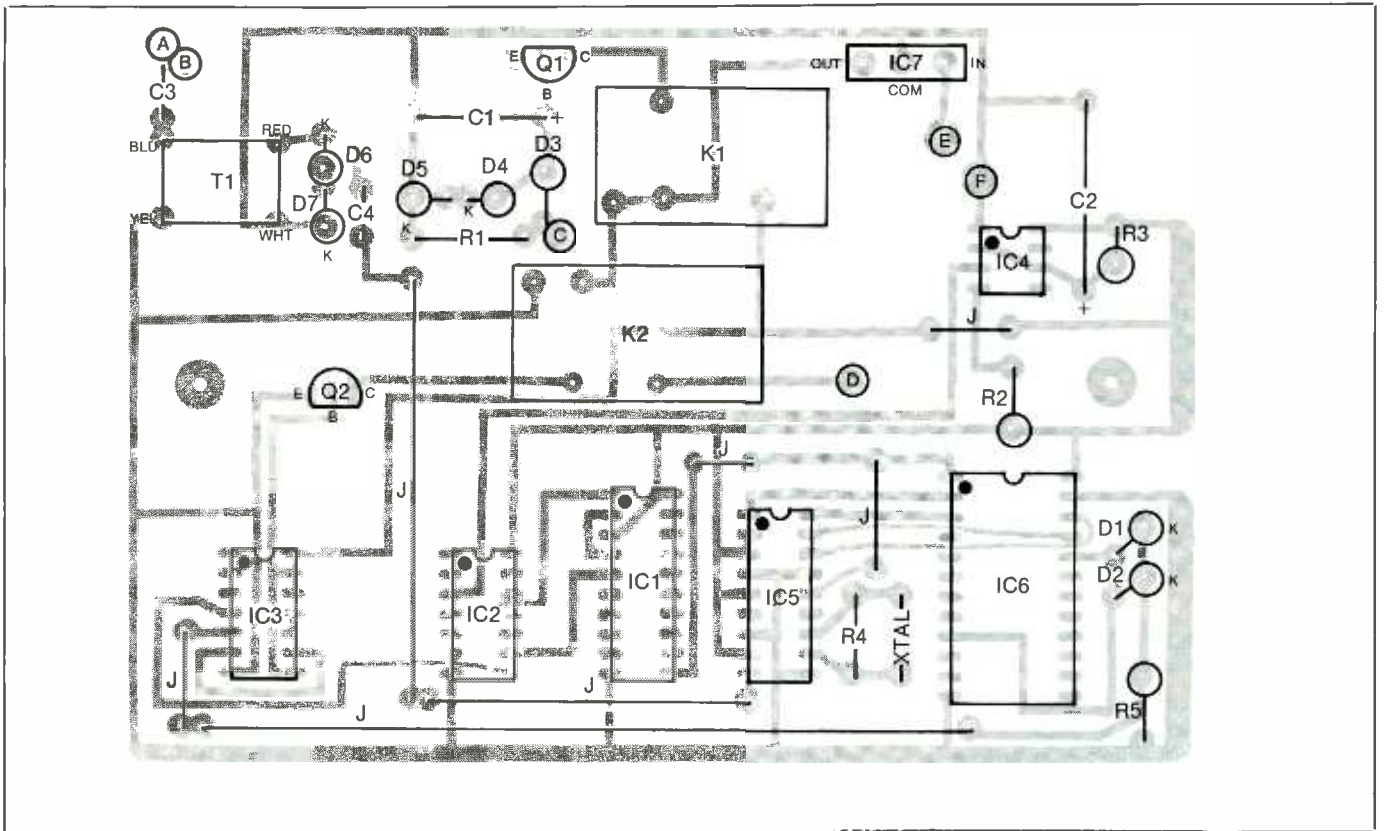 A
B
C3
BLU
RED
K
T1
D6
D7
C4
YEL
WHT
K
E
Q1
C
B
C1
+
D5
D4
D3
K
K
R1
C
K1
OUT
IC7
IN
COM
E
F
C2
+
IC4
R3
K2
J
D
R2
E
Q2
C
B
J
J
J
IC3
IC2
IC1
IC5
R4
XTAL
IC6
D1
K
D2
K
R5
J
J
J